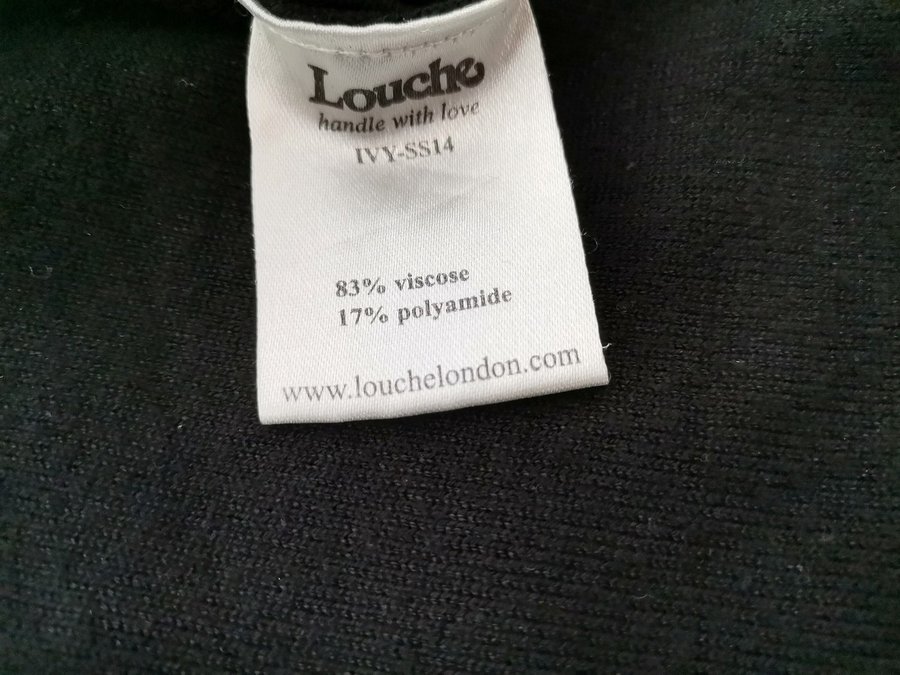 Louche
handle with love
IVY-SS14
83% viscose
17% polyamide
www.louchelondon.com